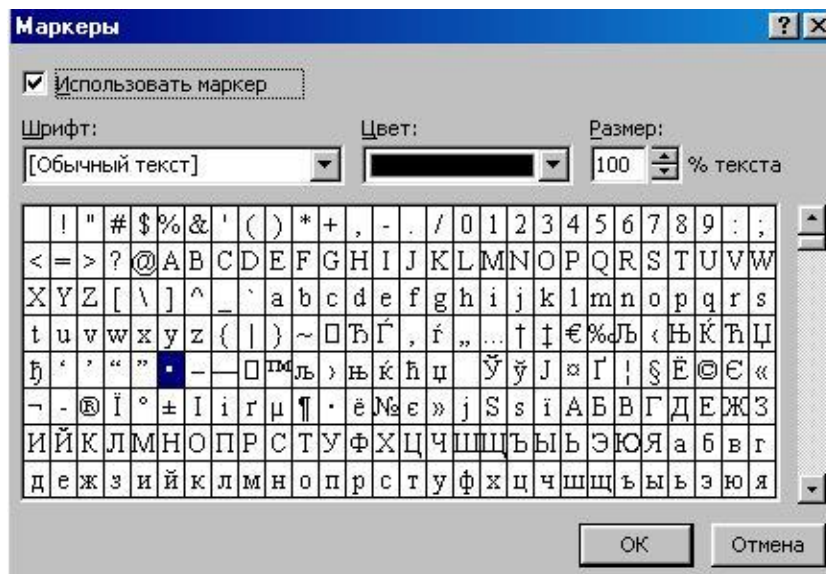 Маркеры
Использовать маркер
Шрифт: Цвет: Размер:
[Обычный текст] 100 % текста
! " # $ % & ' ( ) * + , - . / 0 1 2 3 4 5 6 7 8 9 : ;
< = > ? @ A B C D E F G H I J K L M N O P Q R S T U V W
X Y Z [ \ ] ^ _ ` a b c d e f g h i j k l m n o p q r s
t u v w x y z { | } ~ □ Ђ Ѓ ‚ ѓ „ … † ‡ € ‰ Љ ‹ Њ Ќ Ћ Џ
ђ ‘ ’ “ ” • – — □ ™ љ › њ ќ ћ џ Ў ў Ј ¤ Ґ ¦ § Ё © Є «
¬ - ® Ї ° ± І і ґ µ ¶ · ё № є » ј Ѕ ѕ ї А Б В Г Д Е Ж З
И Й К Л М Н О П Р С Т У Ф Х Ц Ч Ш Щ Ъ Ы Ь Э Ю Я а б в г
д е ж з и й к л м н о п р с т у ф х ц ч ш щ ъ ы ь э ю я
ОК Отмена